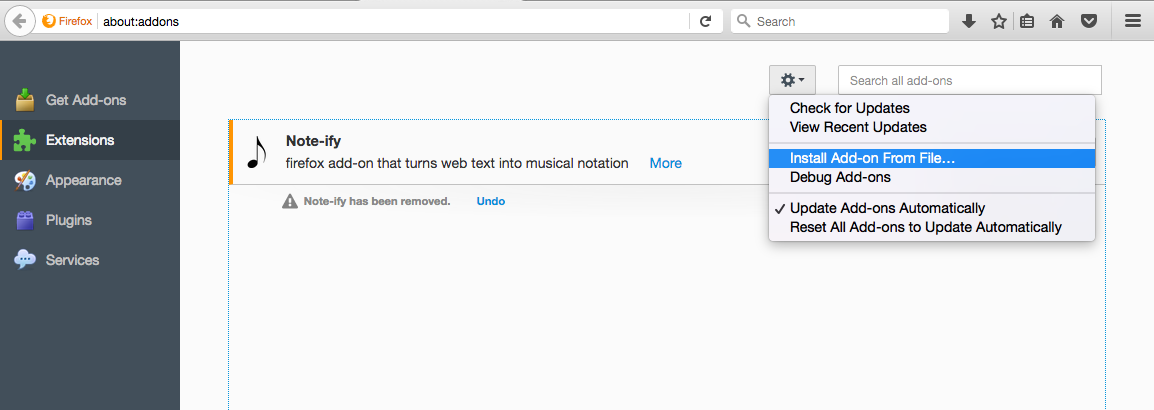 Firefox about:addons Search
Search all add-ons
Get Add-ons
Extensions
Appearance
Plugins
Services
Note-ify
firefox add-on that turns web text into musical notation More
Note-ify has been removed. Undo
Check for Updates
View Recent Updates
Install Add-on From File...
Debug Add-ons
Update Add-ons Automatically
Reset All Add-ons to Update Automatically